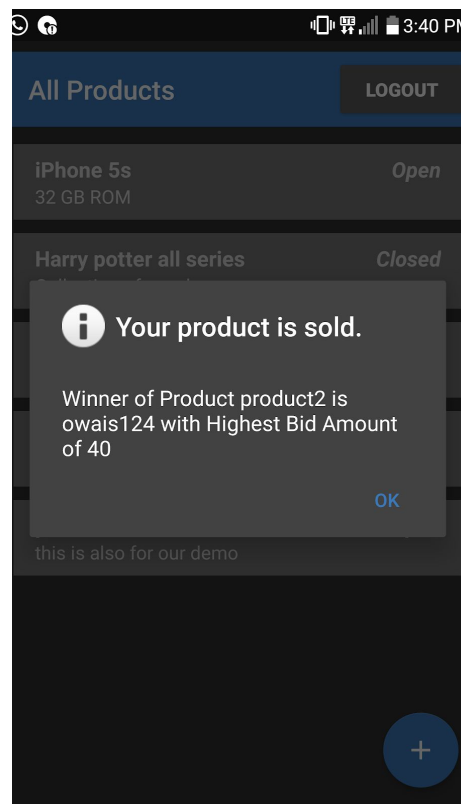 LTE 3:40 PM
All Products LOGOUT
iPhone 5s Open
32 GB ROM
Harry potter all series Closed
Your product is sold.
Winner of Product product2 is
owais124 with Highest Bid Amount
of 40
OK
this is also for our demo
+